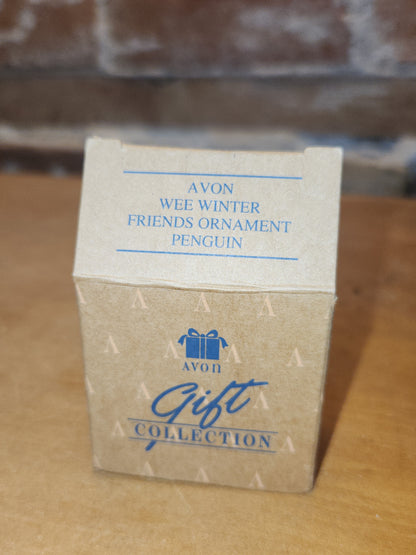 AVON
WEE WINTER
FRIENDS ORNAMENT
PENGUIN
AVON
Gift
COLLECTION